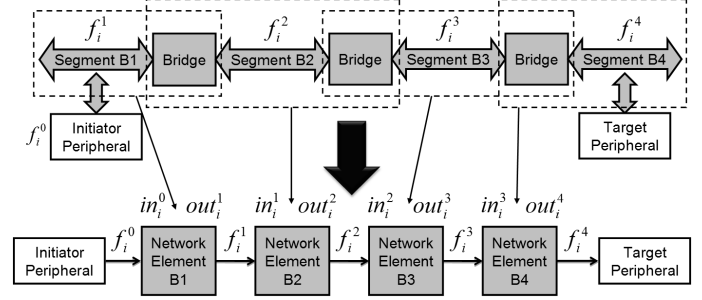 f_i^1 f_i^2 f_i^3 f_i^4
Segment B1 Bridge Segment B2 Bridge Segment B3 Bridge Segment B4
f_i^0 Initiator Peripheral
Target Peripheral
in_i^0 out_i^1 in_i^1 out_i^2 in_i^2 out_i^3 in_i^3 out_i^4
Initiator Peripheral f_i^0 Network Element B1 f_i^1 Network Element B2 f_i^2 Network Element B3 f_i^3 Network Element B4 f_i^4 Target Peripheral